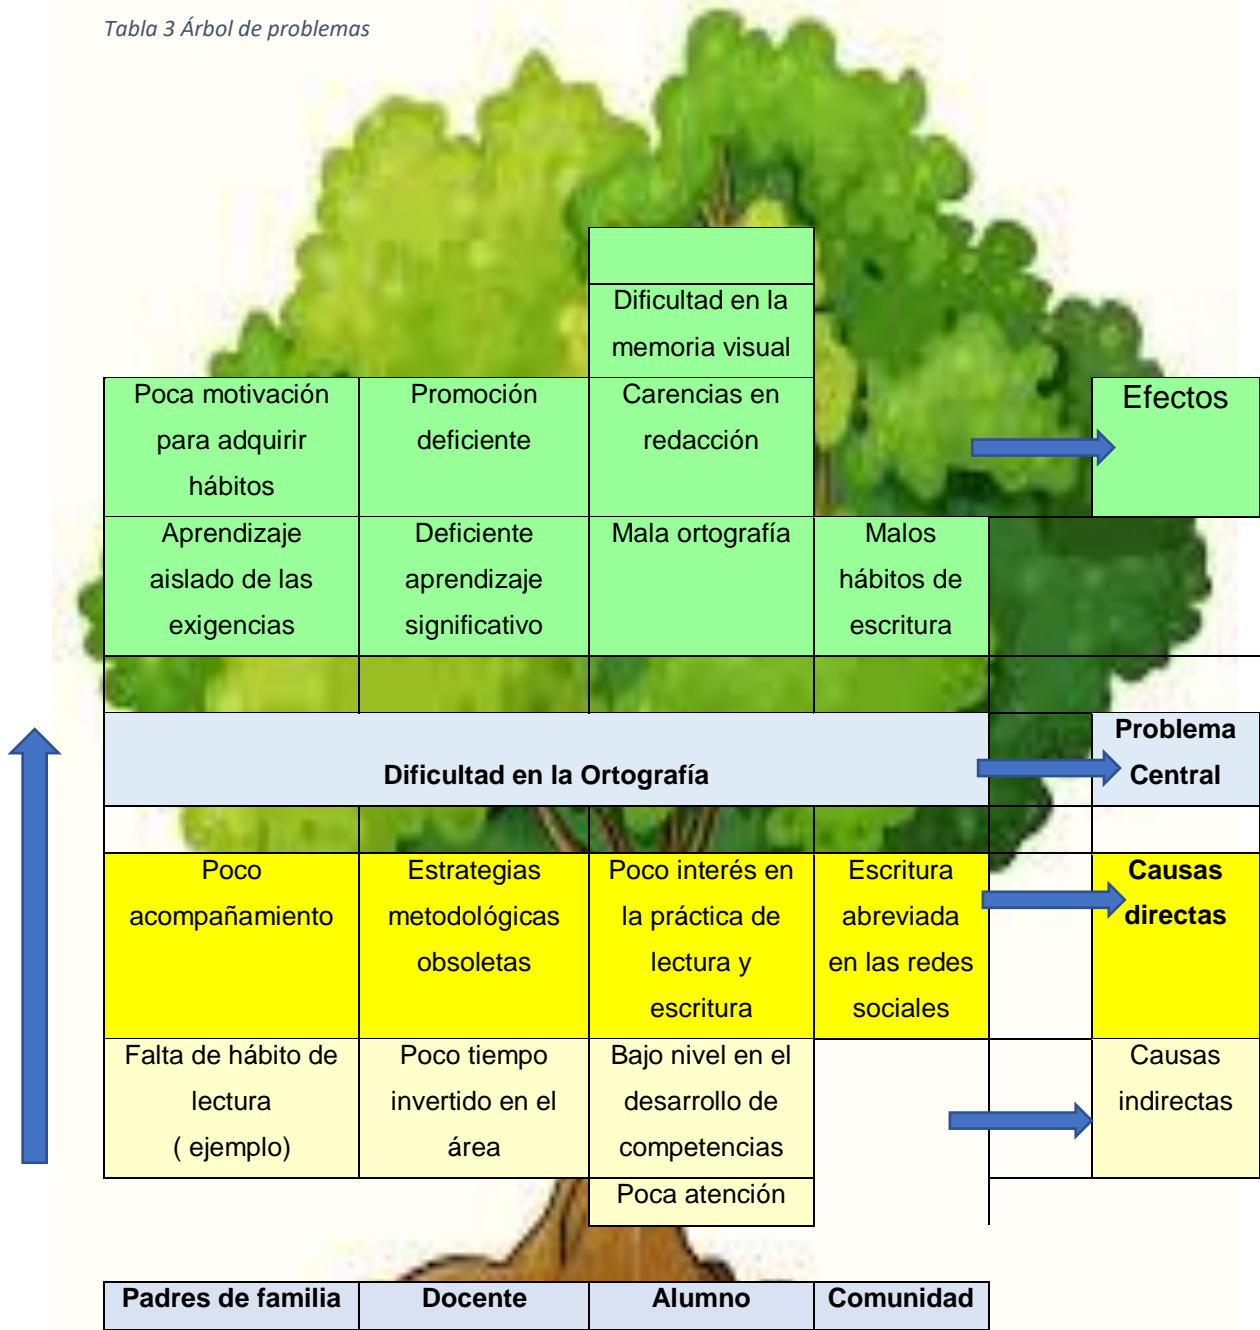 Tabla 3 Árbol de problemas
Dificultad en la
memoria visual
Poca motivación
para adquirir
hábitos
Promoción
deficiente
Carencias en
redacción
Efectos
Aprendizaje
aislado de las
exigencias
Deficiente
aprendizaje
significativo
Mala ortografía
Malos
hábitos de
escritura
Dificultad en la Ortografía
Problema
Central
Poco
acompañamiento
Estrategias
metodológicas
obsoletas
Poco interés en
la práctica de
lectura y
escritura
Escritura
abreviada
en las redes
sociales
Causas
directas
Falta de hábito de
lectura
( ejemplo)
Poco tiempo
invertido en el
área
Bajo nivel en el
desarrollo de
competencias
Causas
indirectas
Poca atención
Padres de familia
Docente
Alumno
Comunidad